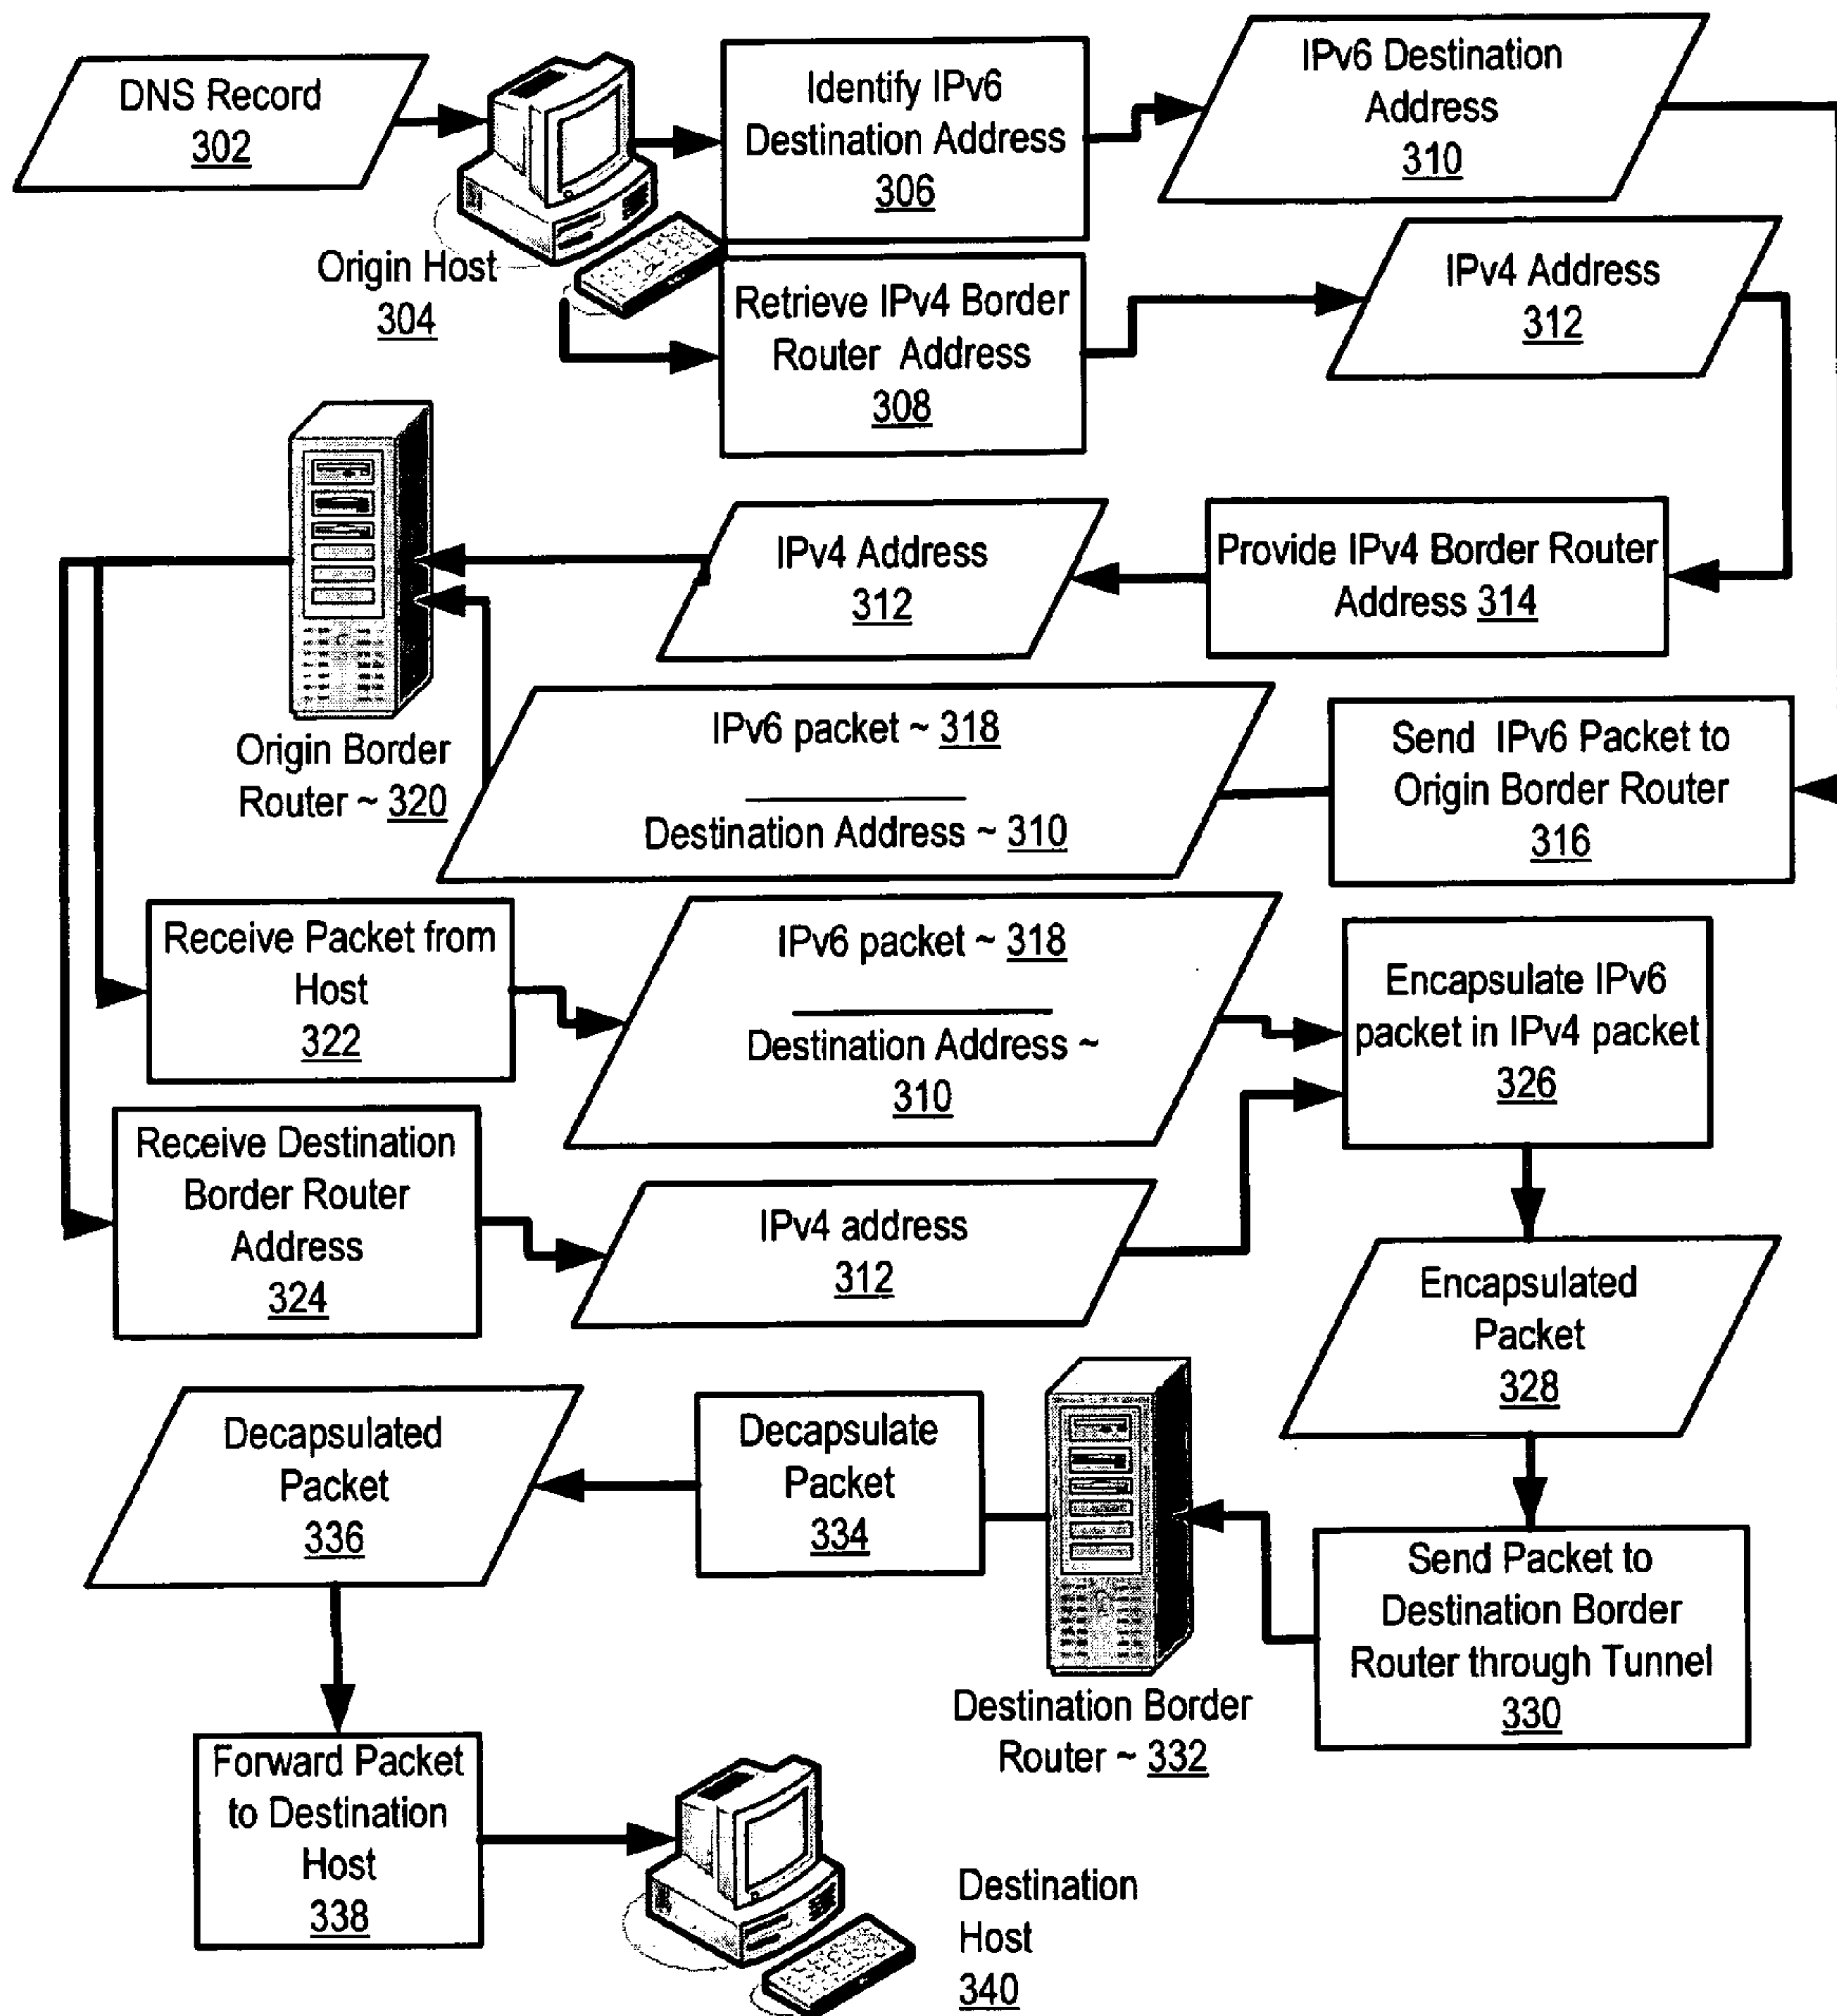 DNS Record
302
Origin Host
304
Identify IPv6
Destination Address
306
IPv6 Destination
Address
310
Retrieve IPv4 Border
Router Address
308
IPv4 Address
312
Provide IPv4 Border Router
Address 314
IPv4 Address
312
Origin Border
Router ~ 320
IPv6 packet ~ 318
Destination Address ~ 310
Send IPv6 Packet to
Origin Border Router
316
Receive Packet from
Host
322
IPv6 packet ~ 318
Destination Address ~
310
Encapsulate IPv6
packet in IPv4 packet
326
Receive Destination
Border Router
Address
324
IPv4 address
312
Encapsulated
Packet
328
Decapsulated
Packet
336
Decapsulate
Packet
334
Destination Border
Router ~ 332
Send Packet to
Destination Border
Router through Tunnel
330
Forward Packet
to Destination
Host
338
Destination
Host
340